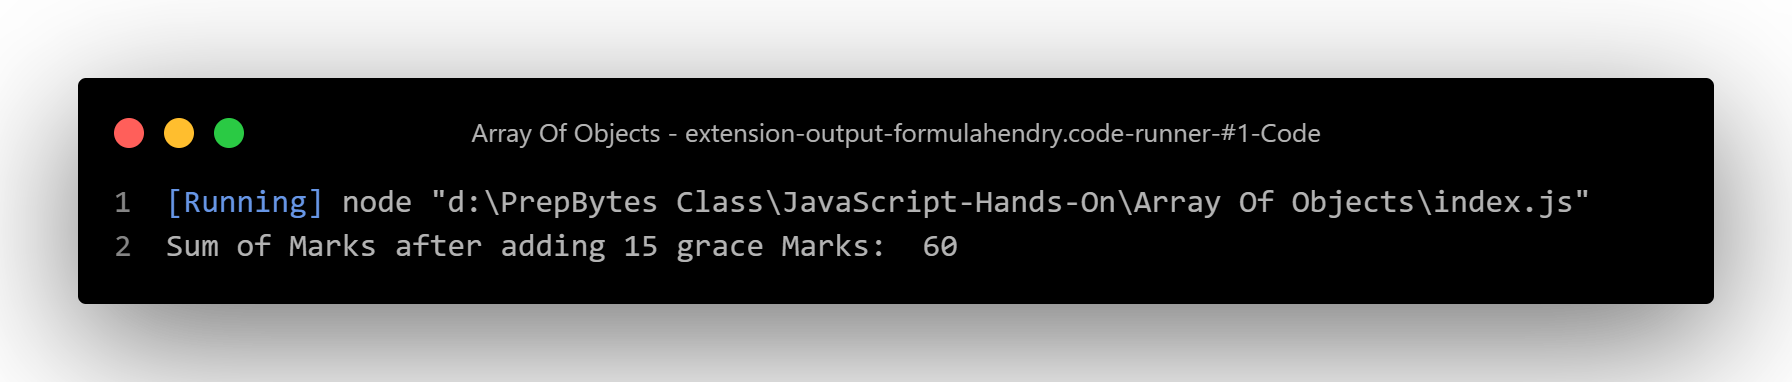 Array Of Objects - extension-output-formulahendry.code-runner-#1-Code
1 [Running] node "d:\PrepBytes Class\JavaScript-Hands-On\Array Of Objects\index.js"
2 Sum of Marks after adding 15 grace Marks:  60